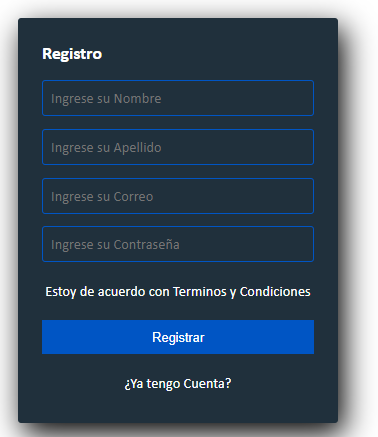 Registro
Ingrese su Nombre
Ingrese su Apellido
Ingrese su Correo
Ingrese su Contraseña
Estoy de acuerdo con Terminos y Condiciones
Registrar
¿Ya tengo Cuenta?